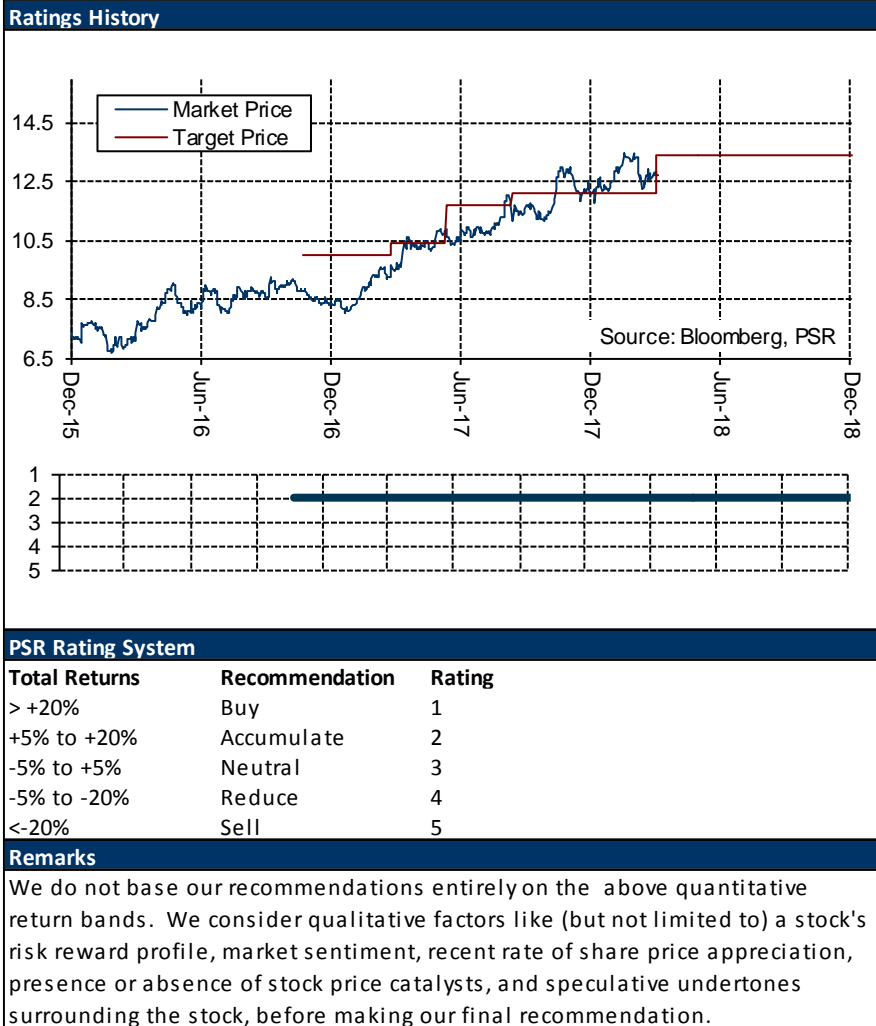 Ratings History
Market Price
Target Price
14.5
12.5
10.5
8.5
6.5
Source: Bloomberg, PSR
Dec-15
Jun-16
Dec-16
Jun-17
Dec-17
Jun-18
Dec-18
1
2
3
4
5
PSR Rating System
Total Returns Recommendation Rating
> +20% Buy 1
+5% to +20% Accumulate 2
-5% to +5% Neutral 3
-5% to -20% Reduce 4
<-20% Sell 5
Remarks
We do not base our recommendations entirely on the above quantitative
return bands. We consider qualitative factors like (but not limited to) a stock's
risk reward profile, market sentiment, recent rate of share price appreciation,
presence or absence of stock price catalysts, and speculative undertones
surrounding the stock, before making our final recommendation.